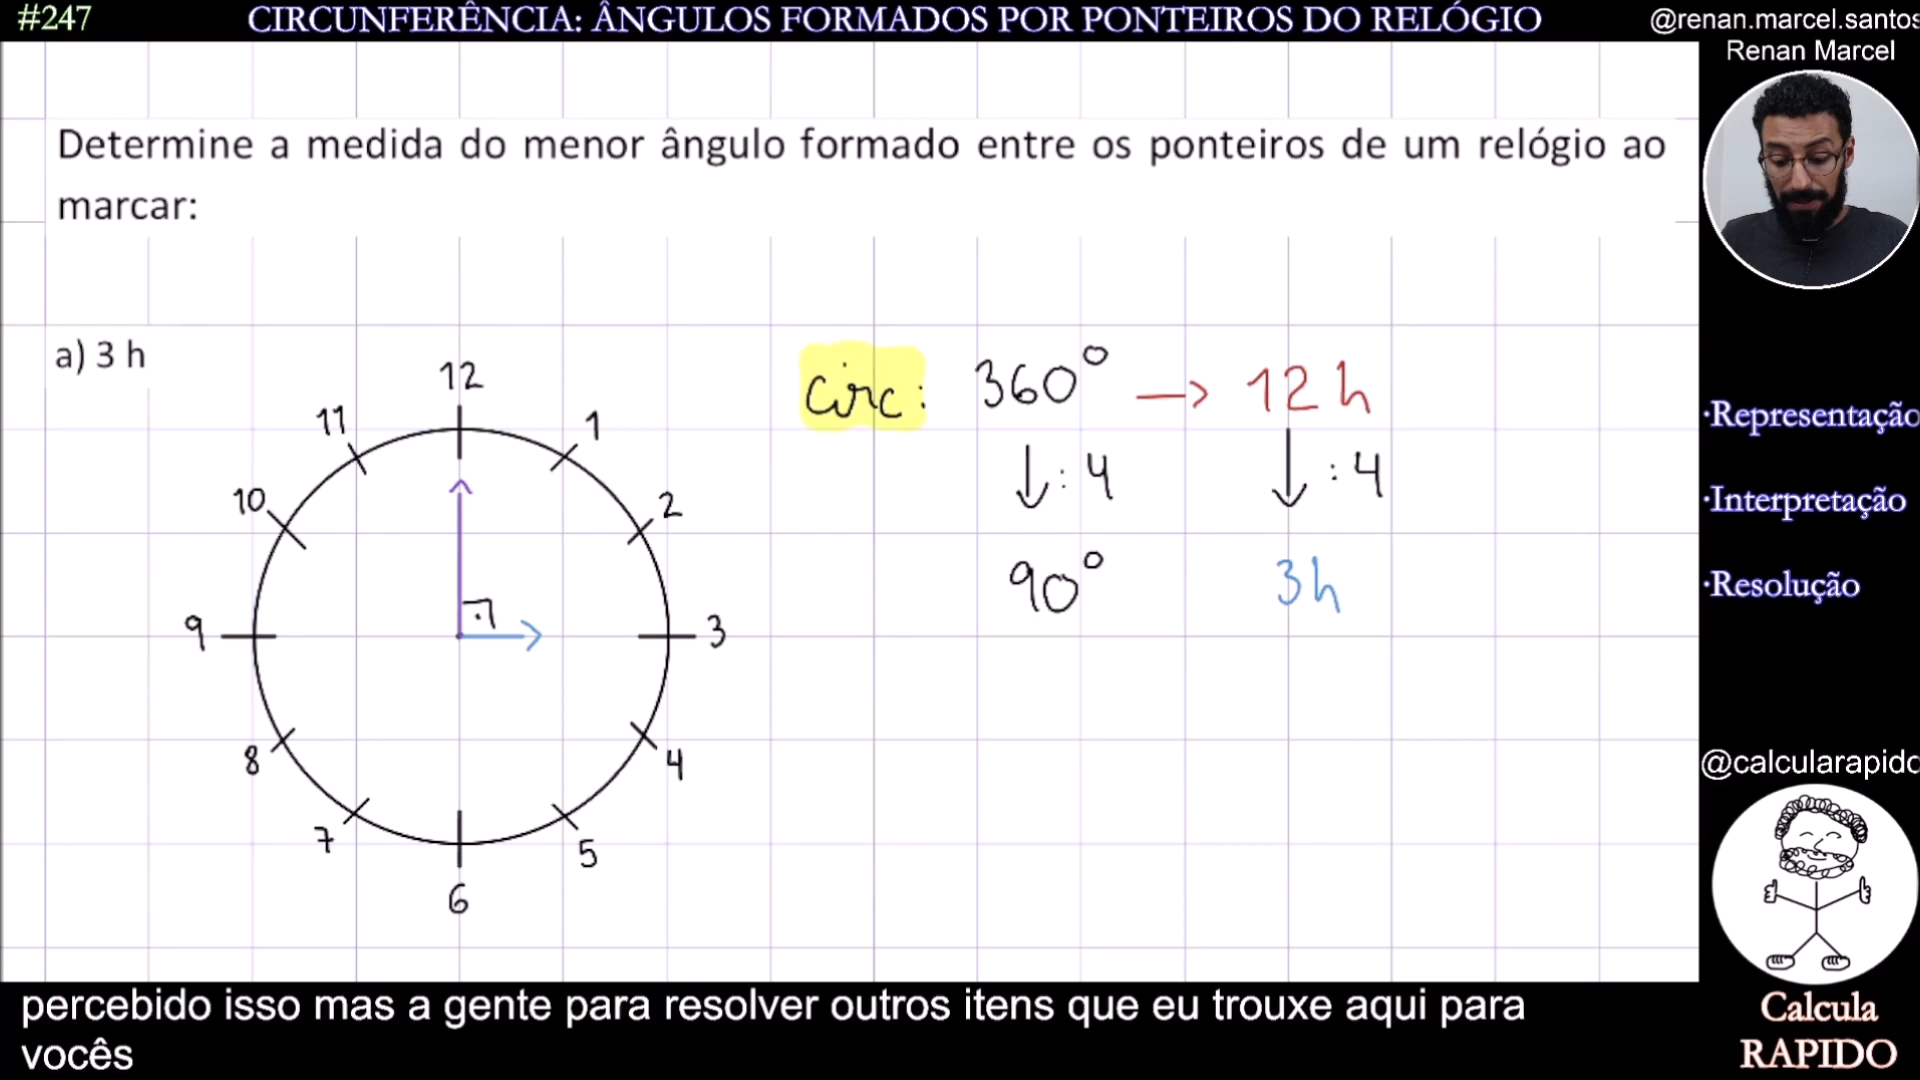 #247
CIRCUNFERÊNCIA: ÂNGULOS FORMADOS POR PONTEIROS DO RELÓGIO
@renan.marcel.santos
Renan Marcel
Determine a medida do menor ângulo formado entre os ponteiros de um relógio ao
marcar:
a) 3 h
12
11
1
10
2
9
3
8
4
7
5
6
Circ: 360° → 12 h
↓ : 4 ↓ : 4
90° 3h
·Representação
·Interpretação
·Resolução
@calcularapido
Calcula
RAPIDO
percebido isso mas a gente para resolver outros itens que eu trouxe aqui para
vocês